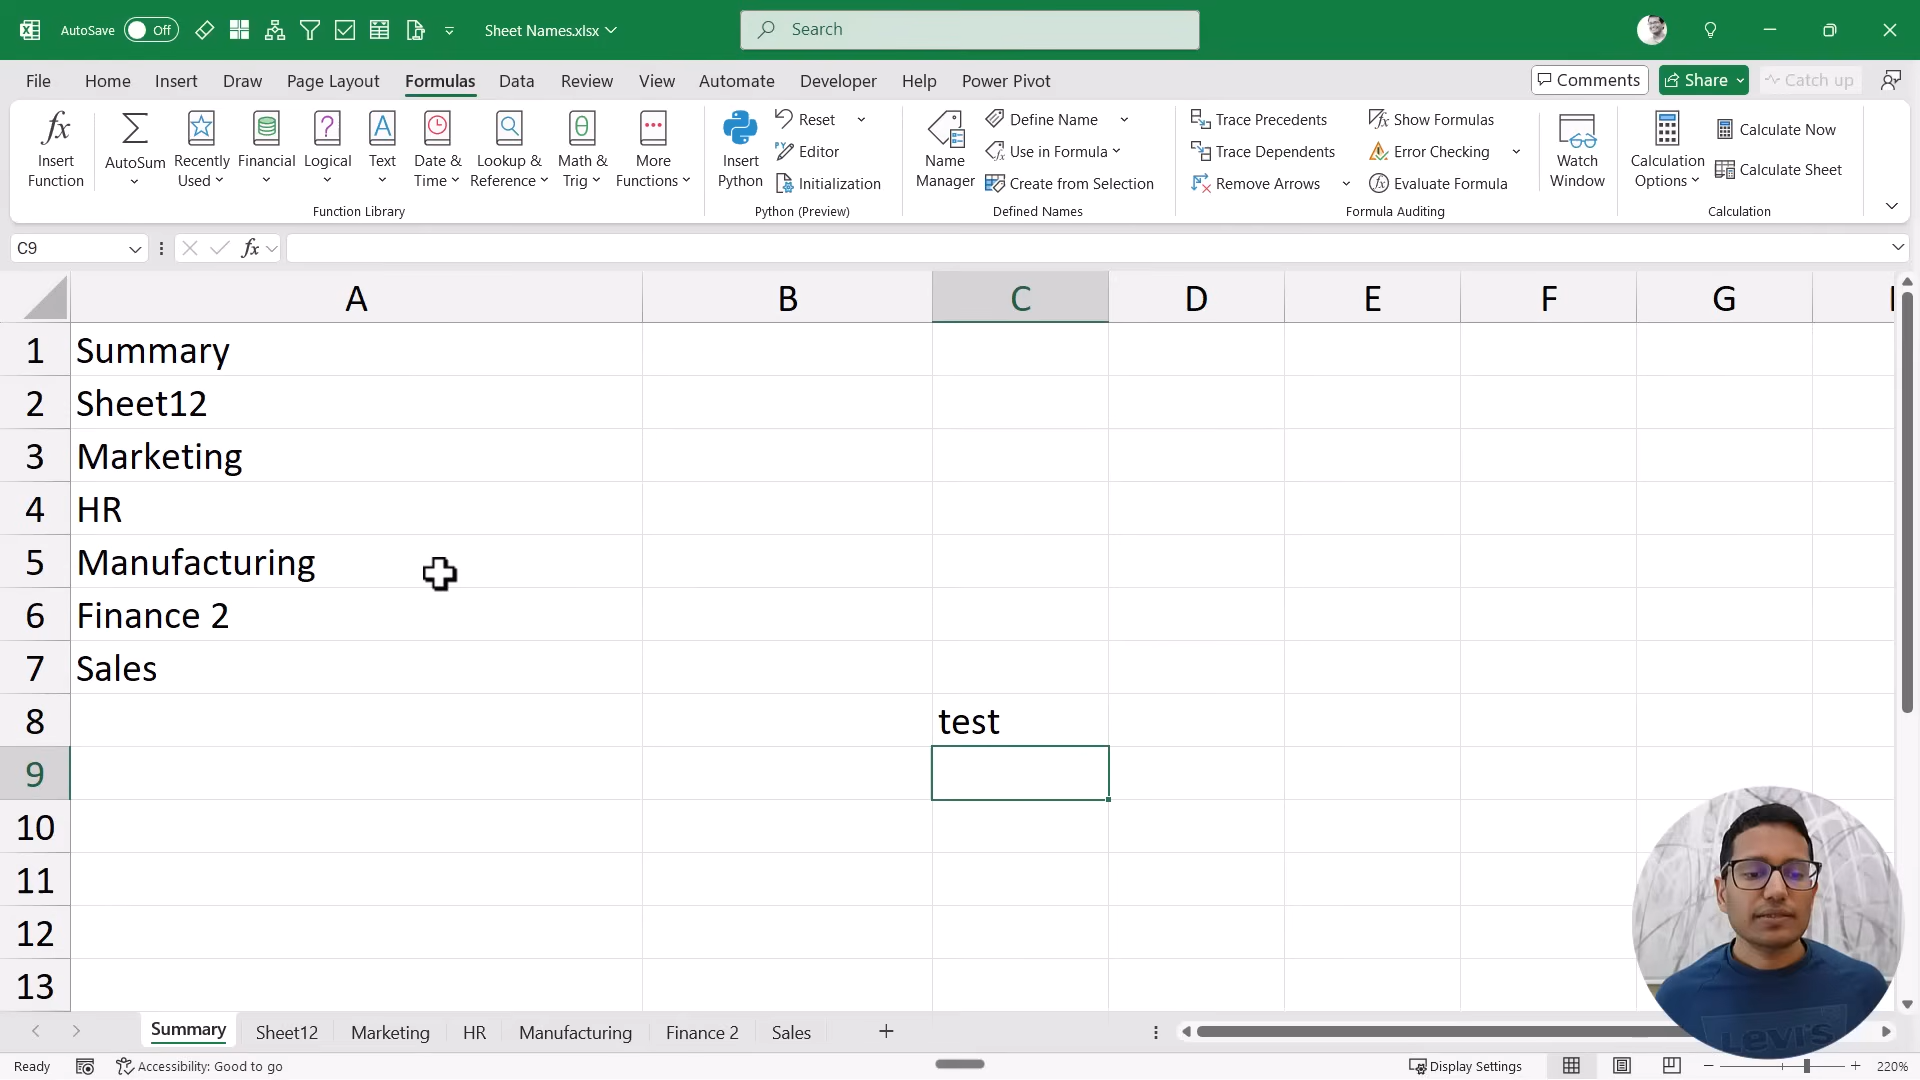 AutoSave Off Sheet Names.xlsx Search
File Home Insert Draw Page Layout Formulas Data Review View Automate Developer Help Power Pivot Comments Share Catch up
Insert Function
AutoSum
Recently Used
Financial
Logical
Text
Date & Time
Lookup & Reference
Math & Trig
More Functions
Function Library
Insert Python
Reset
Editor
Initialization
Python (Preview)
Name Manager
Define Name
Use in Formula
Create from Selection
Defined Names
Trace Precedents
Trace Dependents
Remove Arrows
Show Formulas
Error Checking
Evaluate Formula
Formula Auditing
Watch Window
Calculation Options
Calculate Now
Calculate Sheet
Calculation
C9 fx
A B C D E F G
1 Summary
2 Sheet12
3 Marketing
4 HR
5 Manufacturing
6 Finance 2
7 Sales
8 test
9
10
11
12
13
Summary Sheet12 Marketing HR Manufacturing Finance 2 Sales
Ready Accessibility: Good to go Display Settings 220%
LEVI'S